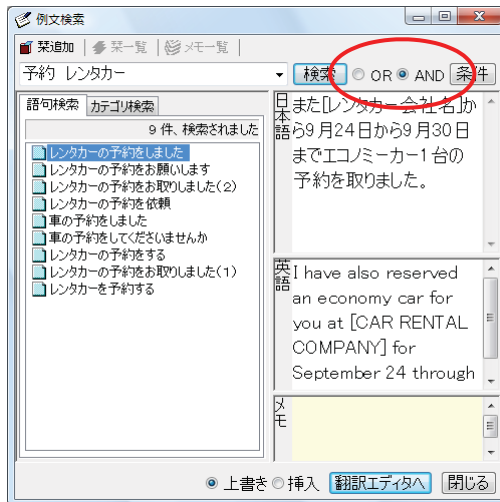 例文検索
栞追加 栞一覧 メモ一覧
予約 レンタカー 検索 OR AND 条件
語句検索 カテゴリ検索
9 件、検索されました
レンタカーの予約をしました
レンタカーの予約をお願いします
レンタカーの予約をお取りしました(2)
レンタカーの予約を依頼
車の予約をしました
車の予約をしてくださいませんか
レンタカーの予約をする
レンタカーの予約をお取りしました(1)
レンタカーを予約する
日本語
また[レンタカー会社名]か
ら9月24日から9月30日
までエコノミーカー1台の
予約を取りました。
英語
I have also reserved
an economy car for
you at [CAR RENTAL
COMPANY] for
September 24 through
メモ
上書き 挿入 翻訳エディタへ 閉じる